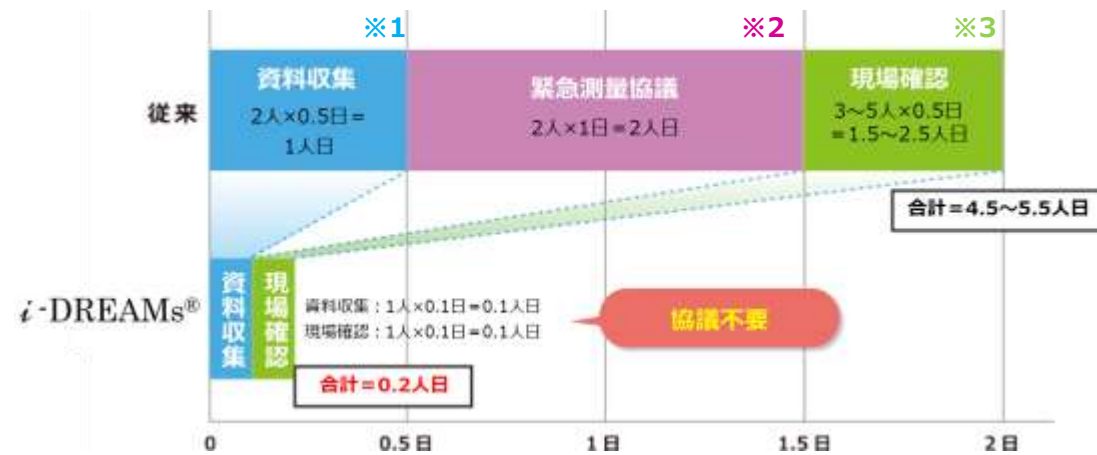 ※1
※2
※3
従来
資料収集
2人×0.5日=
1人日
緊急測量協議
2人×1日=2人日
現場確認
3~5人×0.5日
=1.5~2.5人日
合計=4.5~5.5人日
i-DREAMs®
資料収集
現場確認
資料収集:1人×0.1日=0.1人日
現場確認:1人×0.1日=0.1人日
協議不要
合計=0.2人日
0
0.5日
1日
1.5日
2日